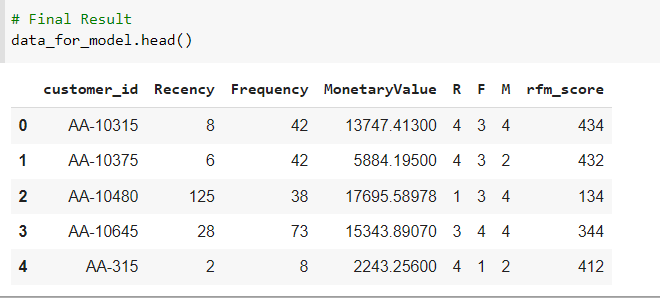 # Final Result
data_for_model.head()
customer_id Recency Frequency MonetaryValue R F M rfm_score
0 AA-10315 8 42 13747.41300 4 3 4 434
1 AA-10375 6 42 5884.19500 4 3 2 432
2 AA-10480 125 38 17695.58978 1 3 4 134
3 AA-10645 28 73 15343.89070 3 4 4 344
4 AA-315 2 8 2243.25600 4 1 2 412